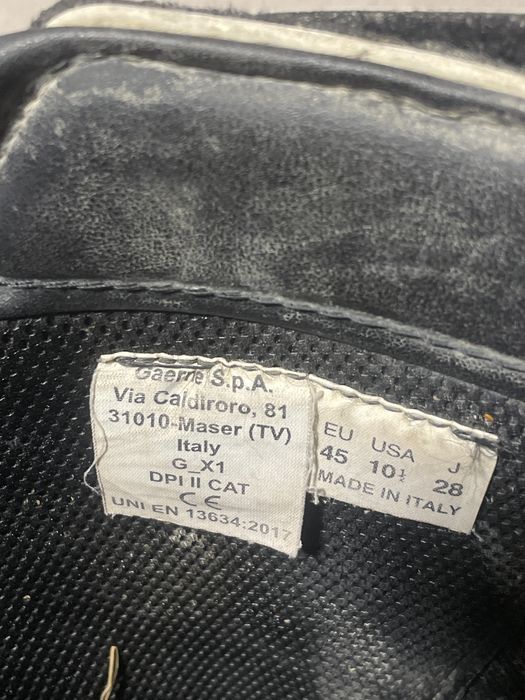 Gaerne S.p.A.
Via Caldiroro, 81
31010-Maser (TV)
Italy
G_X1
DPI II CAT
CE
UNI EN 13634:2017
EU USA J
45 10½ 28
MADE IN ITALY